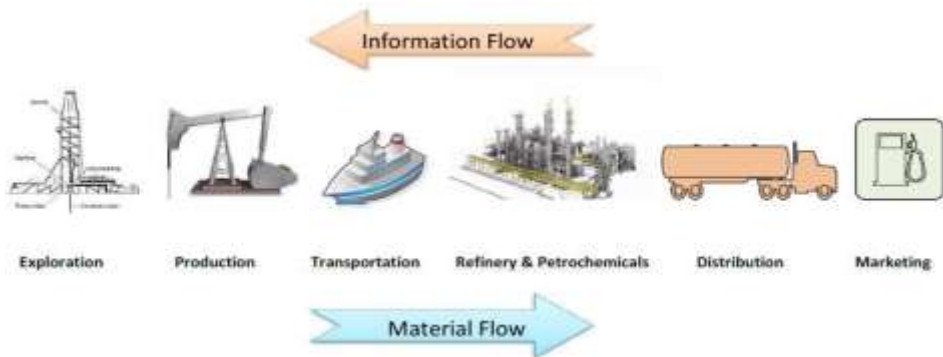 Information Flow
Exploration
Production
Transportation
Refinery & Petrochemicals
Distribution
Marketing
Material Flow